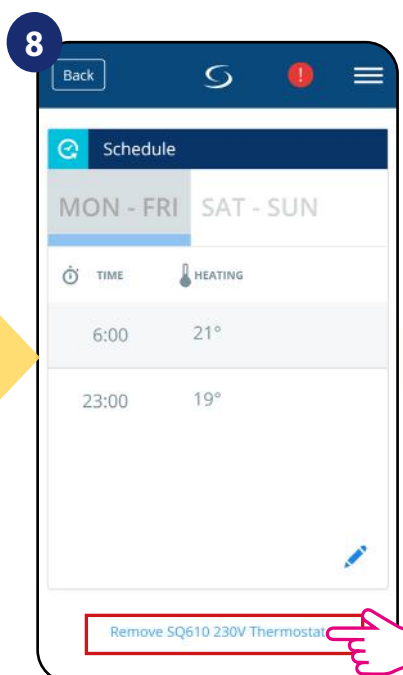 8
Back
!
Schedule
MON - FRI SAT - SUN
TIME HEATING
6:00 21°
23:00 19°
Remove SQ610 230V Thermostat